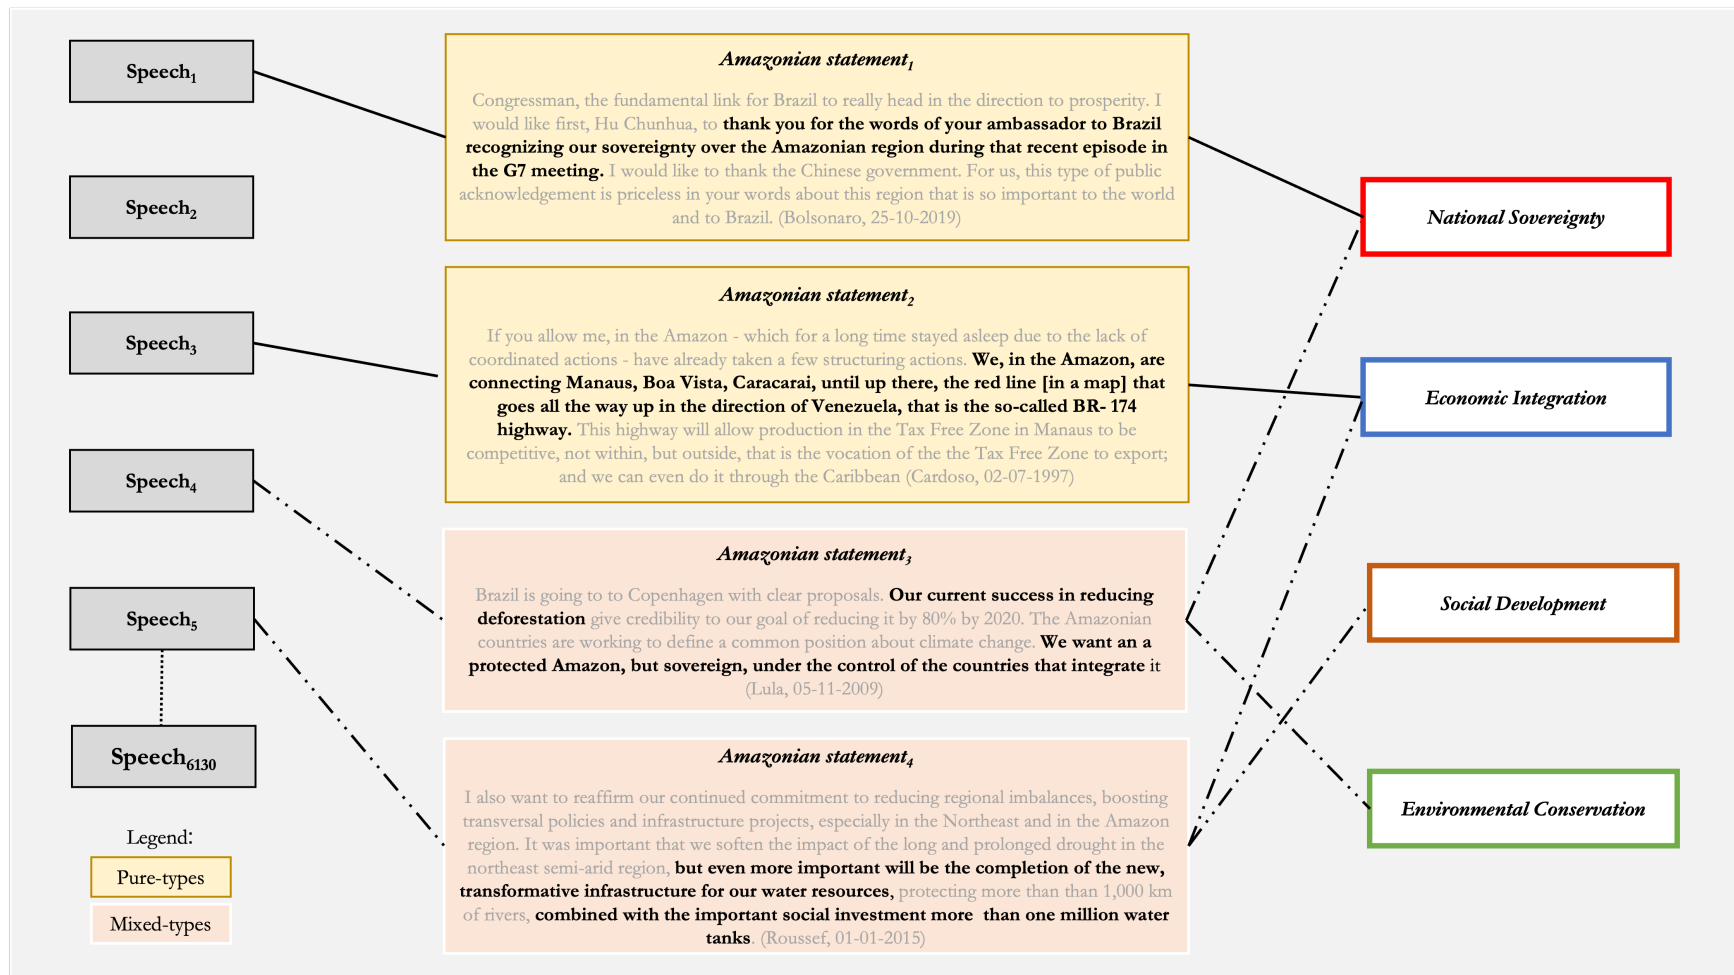 Speech1
Speech2
Speech3
Speech4
Speech5
Speech6130
Legend:
Pure-types
Mixed-types
Amazonian statement1
Congressman, the fundamental link for Brazil to really head in the direction to prosperity. I
would like first, Hu Chunhua, to thank you for the words of your ambassador to Brazil
recognizing our sovereignty over the Amazonian region during that recent episode in
the G7 meeting. I would like to thank the Chinese government. For us, this type of public
acknowledgement is priceless in your words about this region that is so important to the world
and to Brazil. (Bolsonaro, 25-10-2019)
Amazonian statement2
If you allow me, in the Amazon - which for a long time stayed asleep due to the lack of
coordinated actions - have already taken a few structuring actions. We, in the Amazon, are
connecting Manaus, Boa Vista, Caracarai, until up there, the red line [in a map] that
goes all the way up in the direction of Venezuela, that is the so-called BR- 174
highway. This highway will allow production in the Tax Free Zone in Manaus to be
competitive, not within, but outside, that is the vocation of the the Tax Free Zone to export;
and we can even do it through the Caribbean (Cardoso, 02-07-1997)
Amazonian statement3
Brazil is going to to Copenhagen with clear proposals. Our current success in reducing
deforestation give credibility to our goal of reducing it by 80% by 2020. The Amazonian
countries are working to define a common position about climate change. We want an a
protected Amazon, but sovereign, under the control of the countries that integrate it
(Lula, 05-11-2009)
Amazonian statement4
I also want to reaffirm our continued commitment to reducing regional imbalances, boosting
transversal policies and infrastructure projects, especially in the Northeast and in the Amazon
region. It was important that we soften the impact of the long and prolonged drought in the
northeast semi-arid region, but even more important will be the completion of the new,
transformative infrastructure for our water resources, protecting more than than 1,000 km
of rivers, combined with the important social investment more than one million water
tanks. (Roussef, 01-01-2015)
National Sovereignty
Economic Integration
Social Development
Environmental Conservation